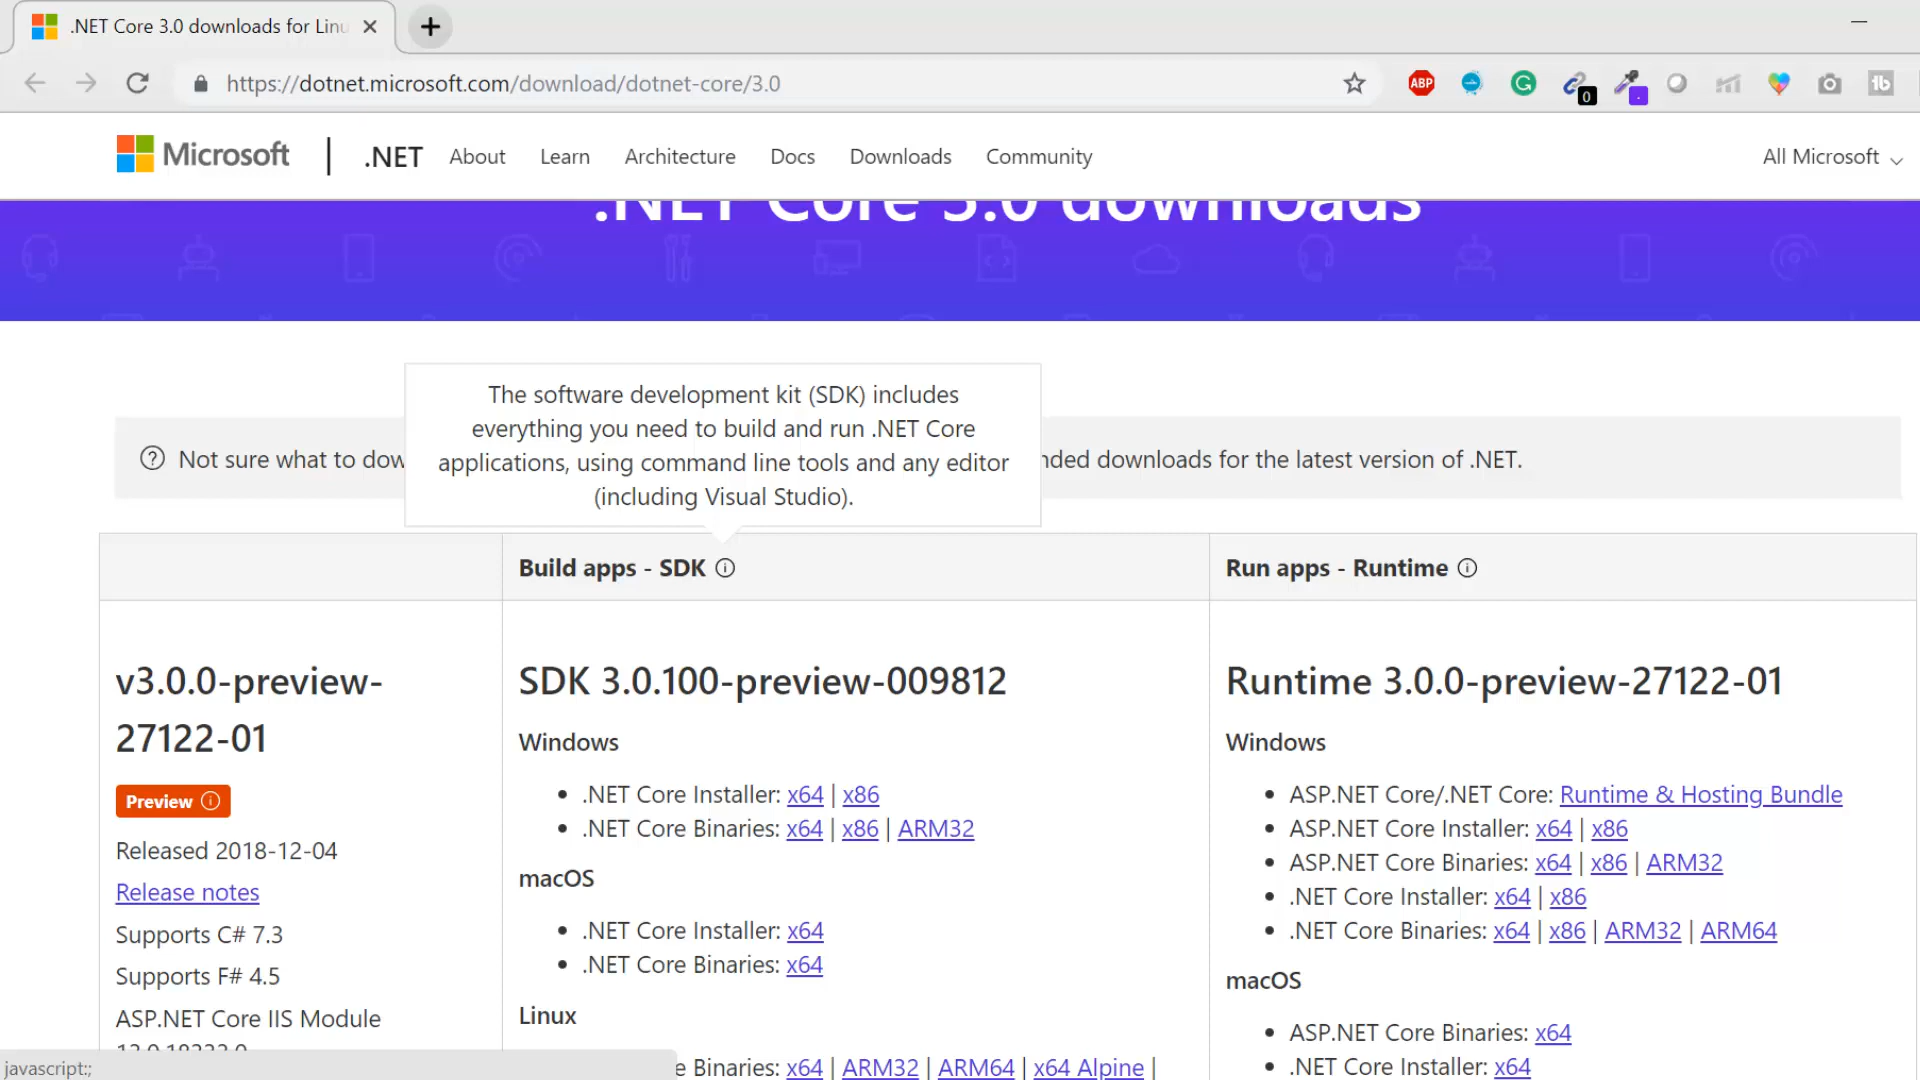 .NET Core 3.0 downloads for Linu
https://dotnet.microsoft.com/download/dotnet-core/3.0
ABP
0
Microsoft
.NET About Learn Architecture Docs Downloads Community
All Microsoft
.NET Core 3.0 downloads
The software development kit (SDK) includes
everything you need to build and run .NET Core
applications, using command line tools and any editor
(including Visual Studio).
Not sure what to dow
nded downloads for the latest version of .NET.
Build apps - SDK
Run apps - Runtime
v3.0.0-preview-
27122-01
Preview
Released 2018-12-04
Release notes
Supports C# 7.3
Supports F# 4.5
ASP.NET Core IIS Module
SDK 3.0.100-preview-009812
Windows
• .NET Core Installer: x64 | x86
• .NET Core Binaries: x64 | x86 | ARM32
macOS
• .NET Core Installer: x64
• .NET Core Binaries: x64
Linux
e Binaries: x64 | ARM32 | ARM64 | x64 Alpine |
Runtime 3.0.0-preview-27122-01
Windows
• ASP.NET Core/.NET Core: Runtime & Hosting Bundle
• ASP.NET Core Installer: x64 | x86
• ASP.NET Core Binaries: x64 | x86 | ARM32
• .NET Core Installer: x64 | x86
• .NET Core Binaries: x64 | x86 | ARM32 | ARM64
macOS
• ASP.NET Core Binaries: x64
• .NET Core Installer: x64
javascript:;